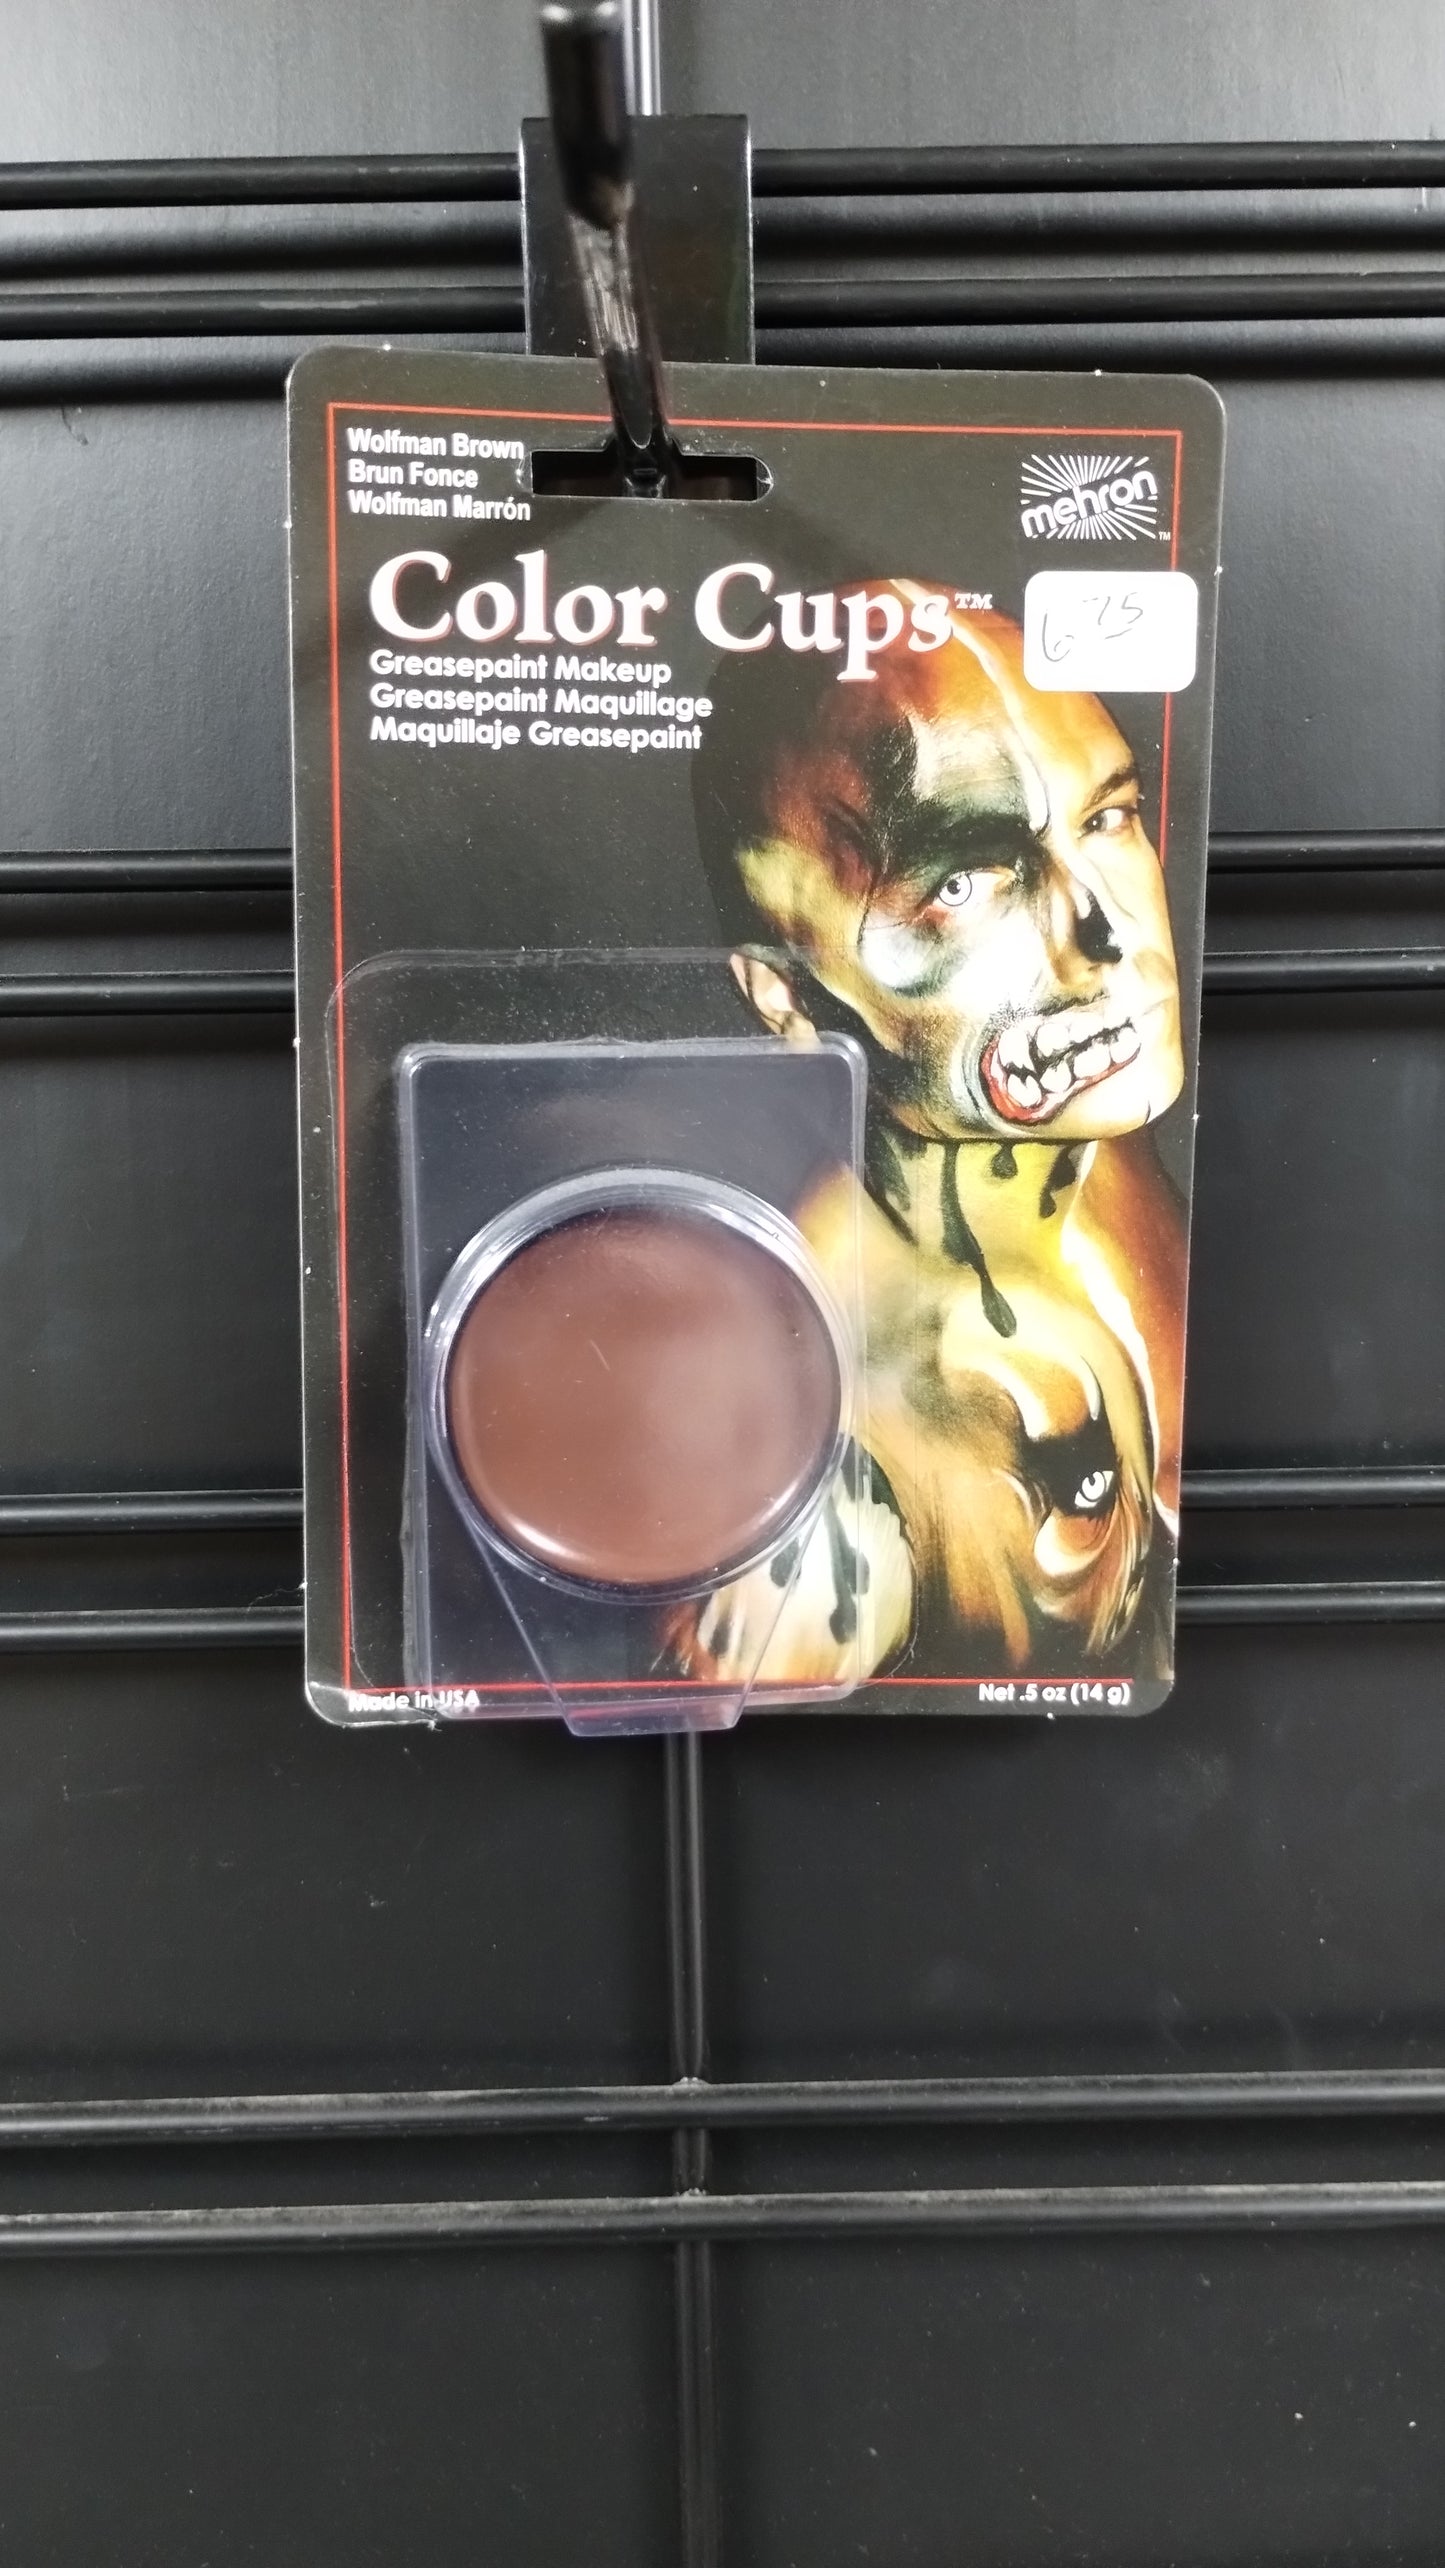 Wolfman Brown
Brun Fonce
Wolfman Marrón
mehron™
Color Cups™
6 75
Greasepaint Makeup
Greasepaint Maquillage
Maquillaje Greasepaint
Made in USA
Net .5 oz (14 g)